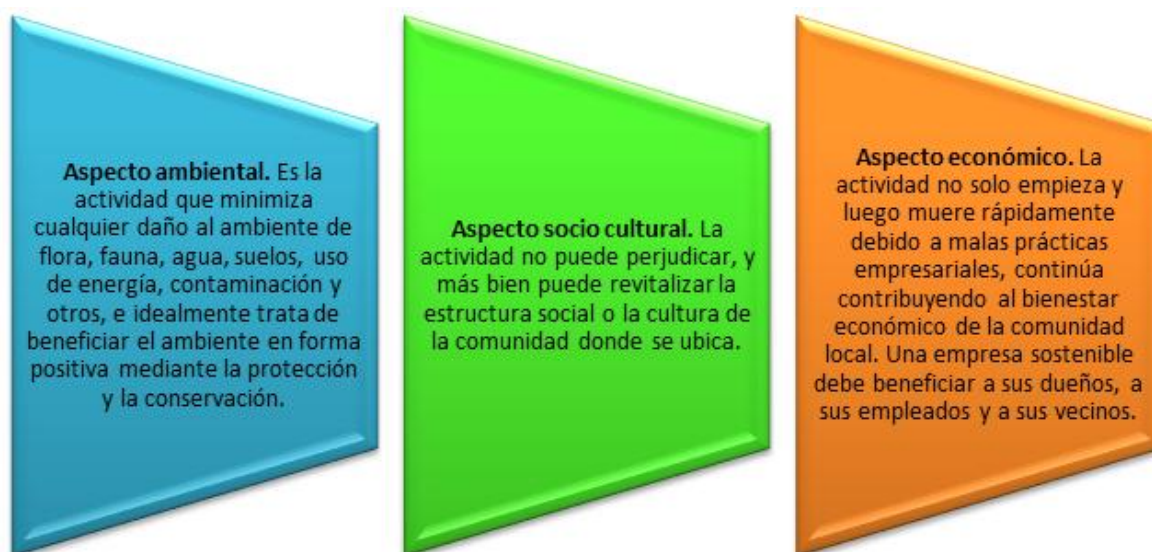 Aspecto ambiental. Es la
actividad que minimiza
cualquier daño al ambiente de
flora, fauna, agua, suelos, uso
de energía, contaminación y
otros, e idealmente trata de
beneficiar el ambiente en forma
positiva mediante la protección
y la conservación.
Aspecto socio cultural. La
actividad no puede perjudicar, y
más bien puede revitalizar la
estructura social o la cultura de
la comunidad donde se ubica.
Aspecto económico. La
actividad no solo empieza y
luego muere rápidamente
debido a malas prácticas
empresariales, continúa
contribuyendo al bienestar
económico de la comunidad
local. Una empresa sostenible
debe beneficiar a sus dueños, a
sus empleados y a sus vecinos.